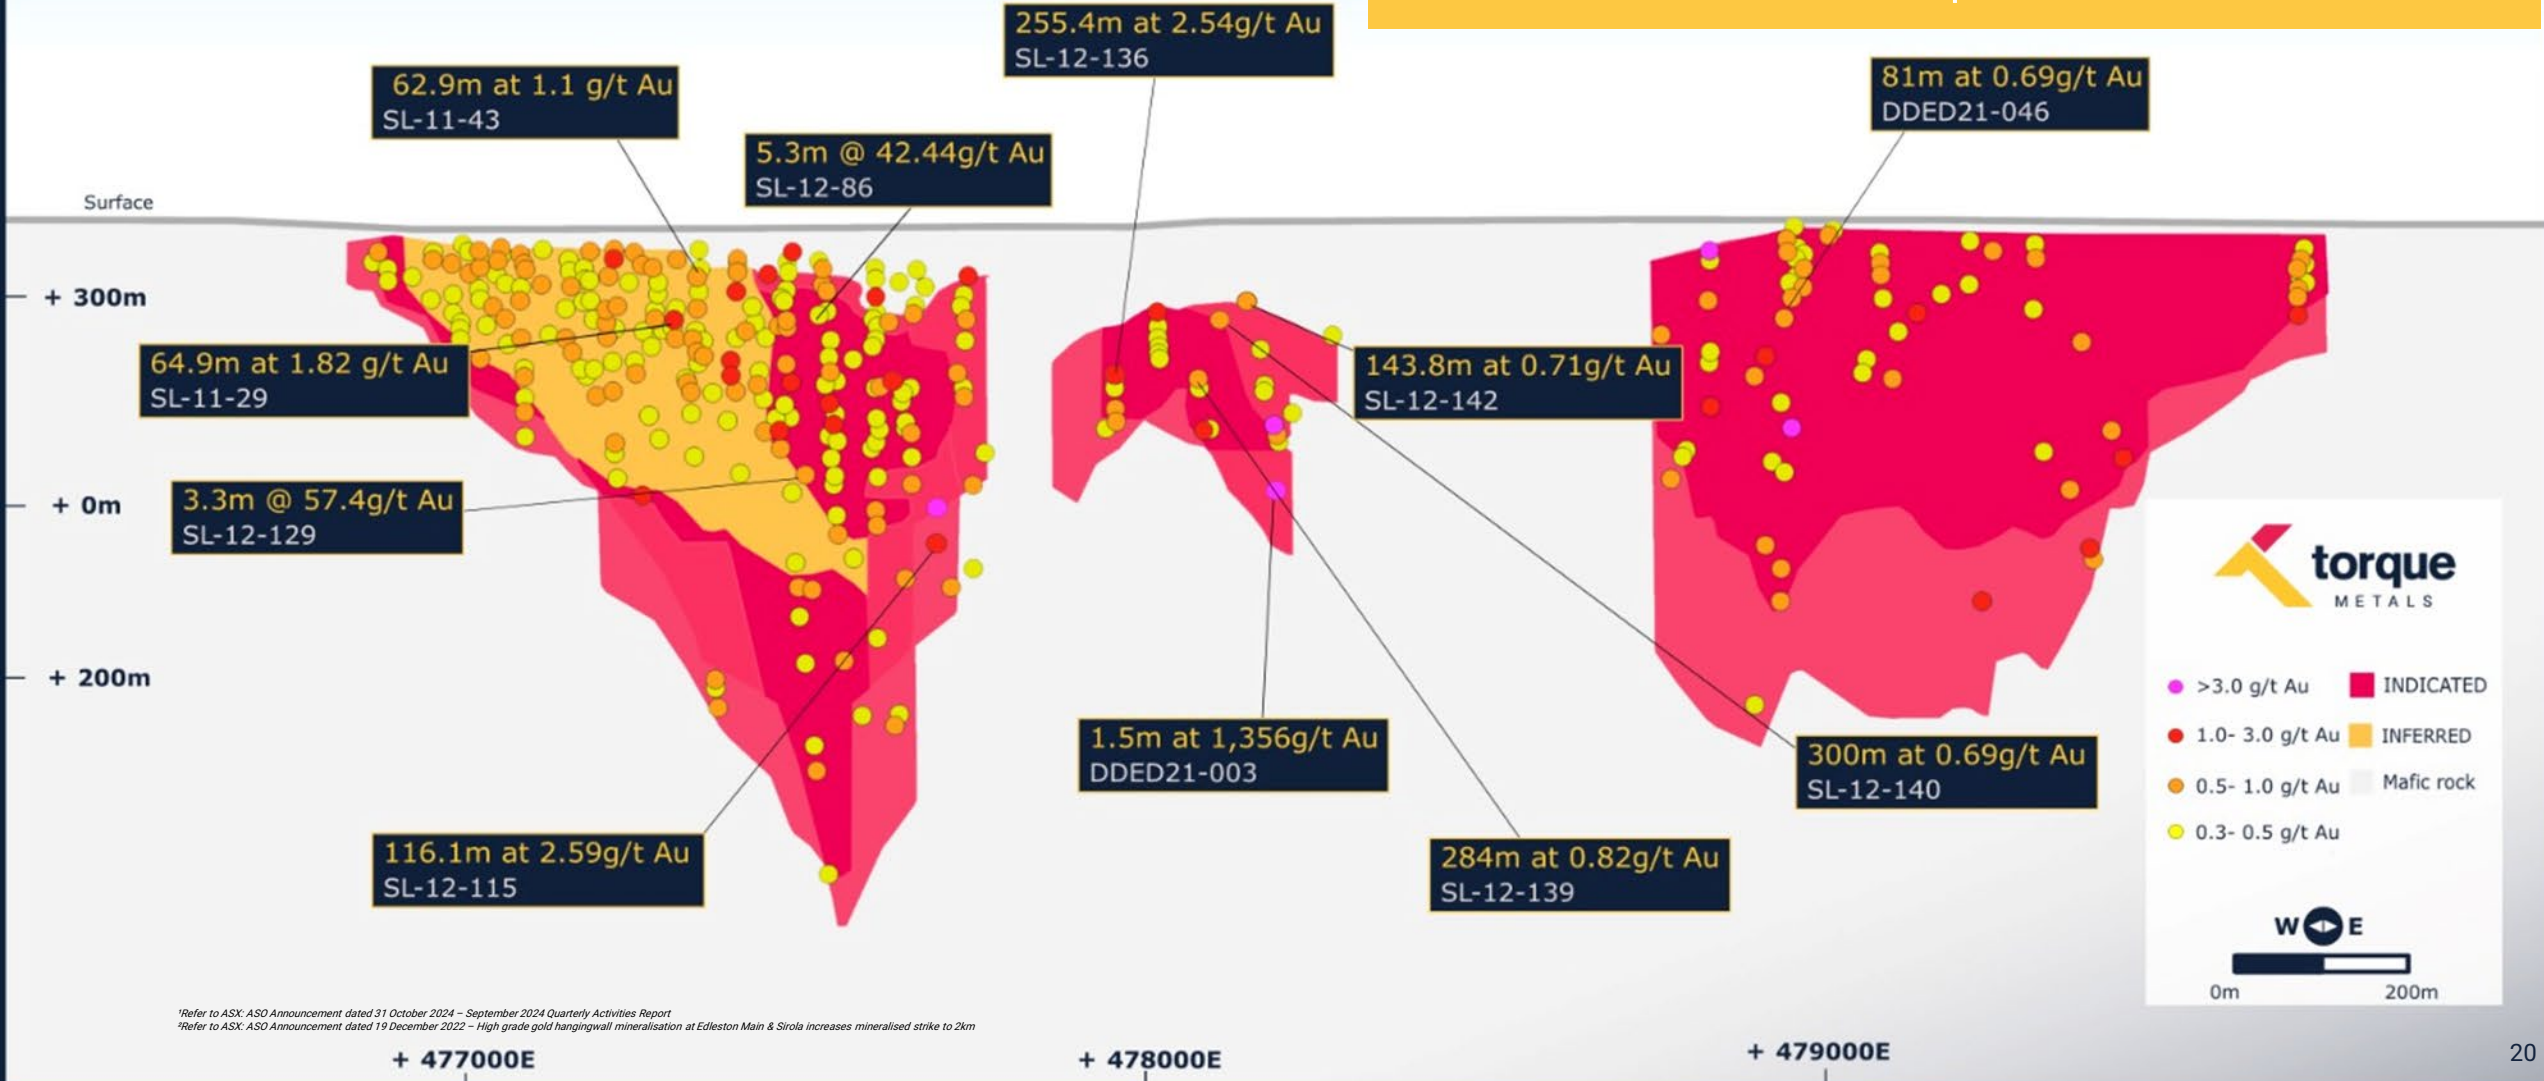 255.4m at 2.54g/t Au
SL-12-136
62.9m at 1.1 g/t Au
SL-11-43
81m at 0.69g/t Au
DDED21-046
5.3m @ 42.44g/t Au
SL-12-86
Surface
+ 300m
64.9m at 1.82 g/t Au
SL-11-29
143.8m at 0.71g/t Au
SL-12-142
3.3m @ 57.4g/t Au
SL-12-129
+ 0m
+ 200m
1.5m at 1,356g/t Au
DDED21-003
300m at 0.69g/t Au
SL-12-140
116.1m at 2.59g/t Au
SL-12-115
284m at 0.82g/t Au
SL-12-139
torque
METALS
>3.0 g/t Au INDICATED
1.0- 3.0 g/t Au INFERRED
0.5- 1.0 g/t Au Mafic rock
0.3- 0.5 g/t Au
W E
0m 200m
¹Refer to ASX: ASO Announcement dated 31 October 2024 – September 2024 Quarterly Activities Report
²Refer to ASX: ASO Announcement dated 19 December 2022 – High grade gold hangingwall mineralisation at Edleston Main & Sirola increases mineralised strike to 2km
+ 477000E
+ 478000E
+ 479000E
20